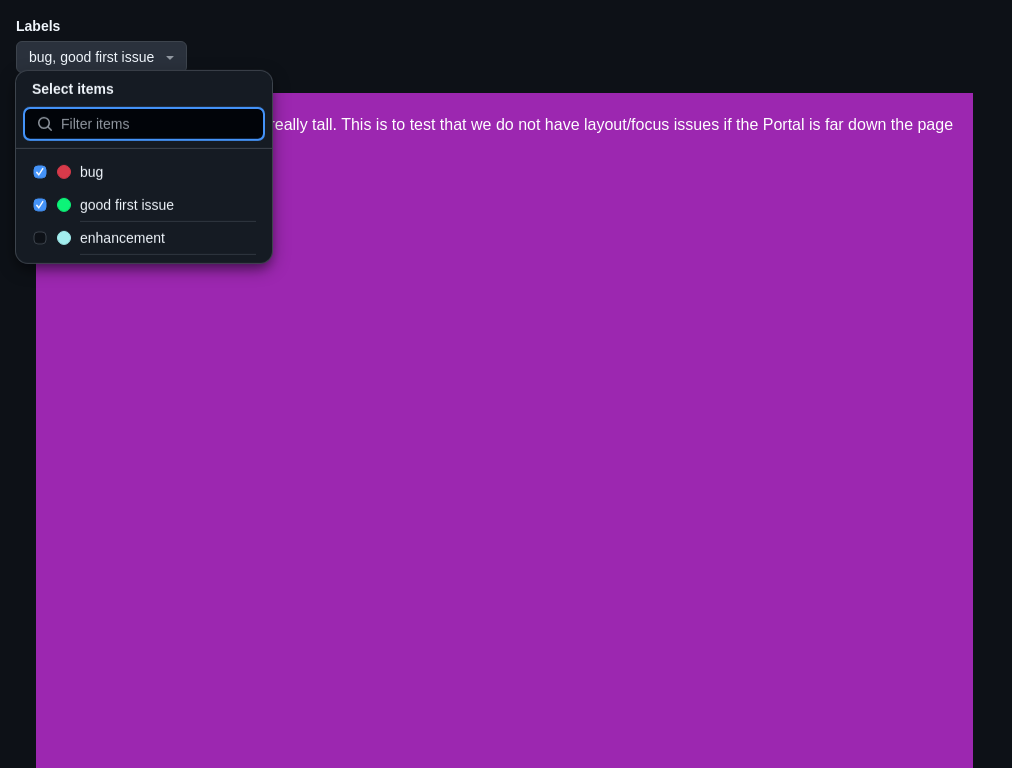 Labels
bug, good first issue
Select items
Filter items
really tall. This is to test that we do not have layout/focus issues if the Portal is far down the page
bug
good first issue
enhancement